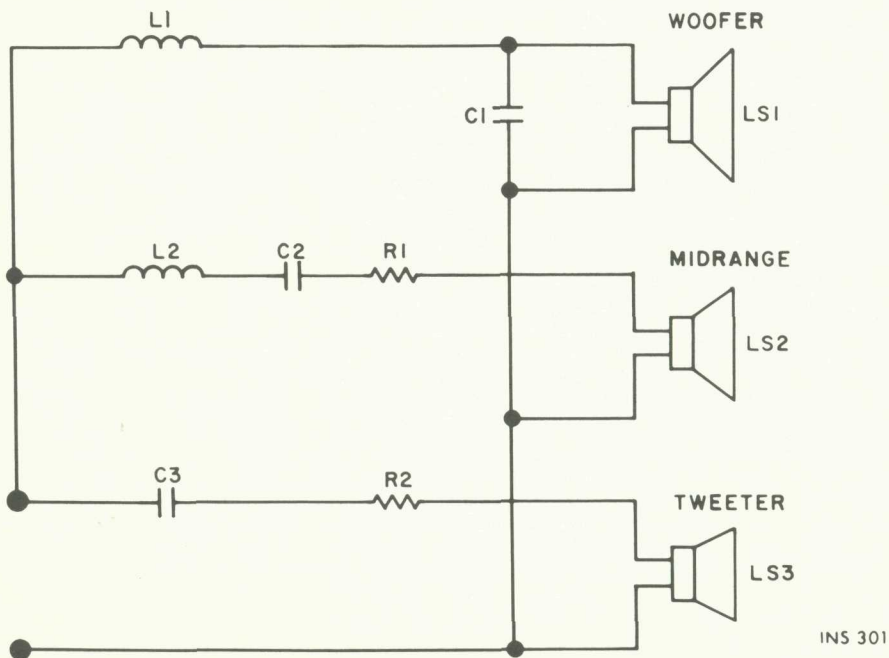 L1
WOOFER
C1
LS1
L2
C2
R1
MIDRANGE
LS2
C3
R2
TWEETER
LS3
INS 301